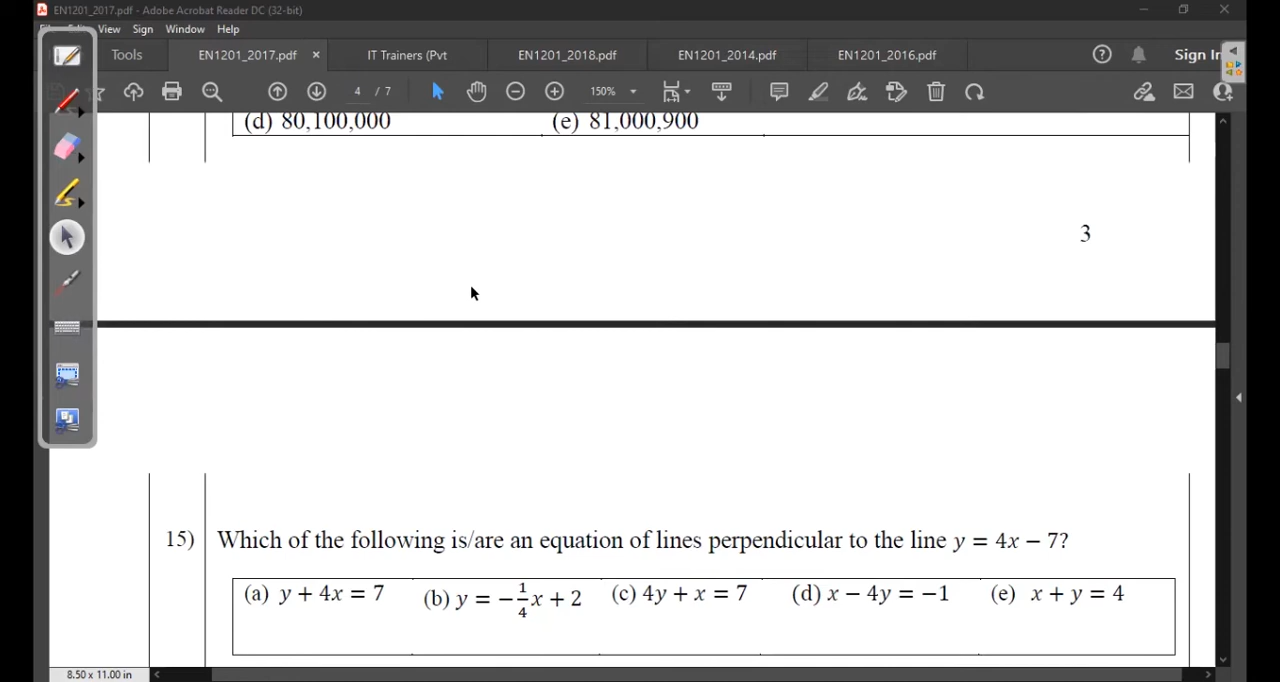 EN1201_2017.pdf - Adobe Acrobat Reader DC (32-bit)
View Sign Window Help
Tools EN1201_2017.pdf × IT Trainers (Pvt EN1201_2018.pdf EN1201_2014.pdf EN1201_2016.pdf Sign In
4 / 7 150%
(d) 80,100,000 (e) 81,000,900
3
15) Which of the following is/are an equation of lines perpendicular to the line y = 4x − 7?
(a) y + 4x = 7 (b) y = −1/4x + 2 (c) 4y + x = 7 (d) x − 4y = −1 (e) x + y = 4
8.50 x 11.00 in